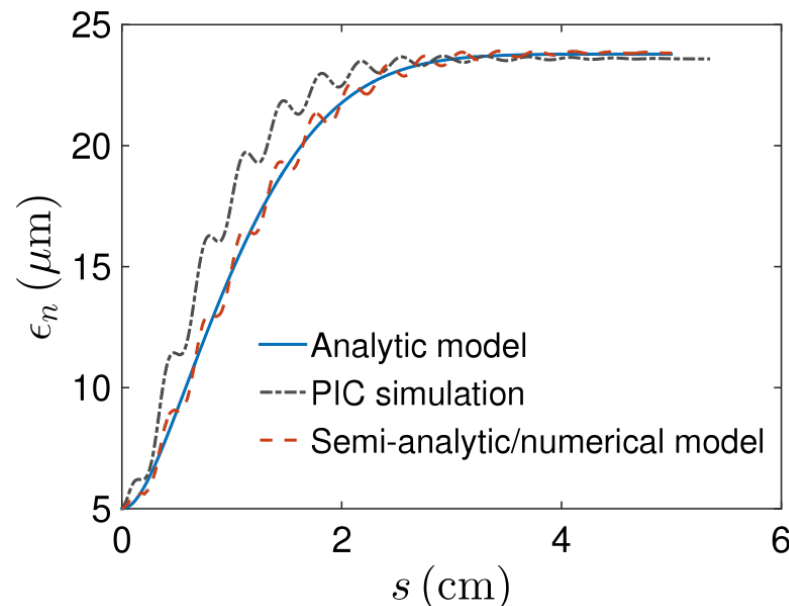 25
20
15
10
5
0
2
4
6
ϵn (μm)
s (cm)
Analytic model
PIC simulation
Semi-analytic/numerical model